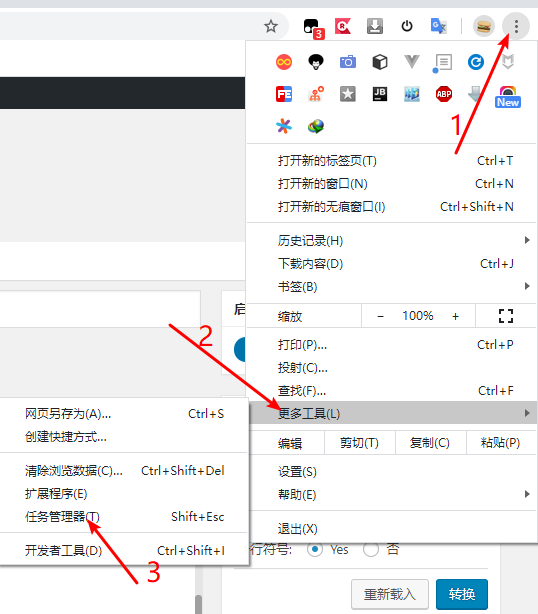 3
FE
JB
ABP
New
1
打开新的标签页(T) Ctrl+T
打开新的窗口(N) Ctrl+N
打开新的无痕窗口(I) Ctrl+Shift+N
历史记录(H)
下载内容(D) Ctrl+J
书签(B)
启
缩放 − 100% +
2
打印(P)... Ctrl+P
投射(C)...
查找(F)... Ctrl+F
更多工具(L)
编辑 剪切(T) 复制(C) 粘贴(P)
设置(S)
帮助(E)
退出(X)
网页另存为(A)... Ctrl+S
创建快捷方式...
清除浏览数据(C)... Ctrl+Shift+Del
扩展程序(E)
任务管理器(T) Shift+Esc
开发者工具(D) Ctrl+Shift+I
3
行符号: Yes 否
重新载入 转换